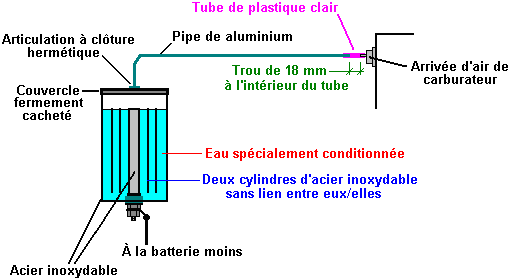 Tube de plastique clair
Articulation à clôture
hermétique
Pipe de aluminium
Trou de 18 mm
à l'intérieur du tube
Arrivée d'air de
carburateur
Couvercle
fermement
cacheté
Eau spécialement conditionnée
Deux cylindres d'acier inoxydable
sans lien entre eux/elles
À la batterie moins
Acier inoxydable